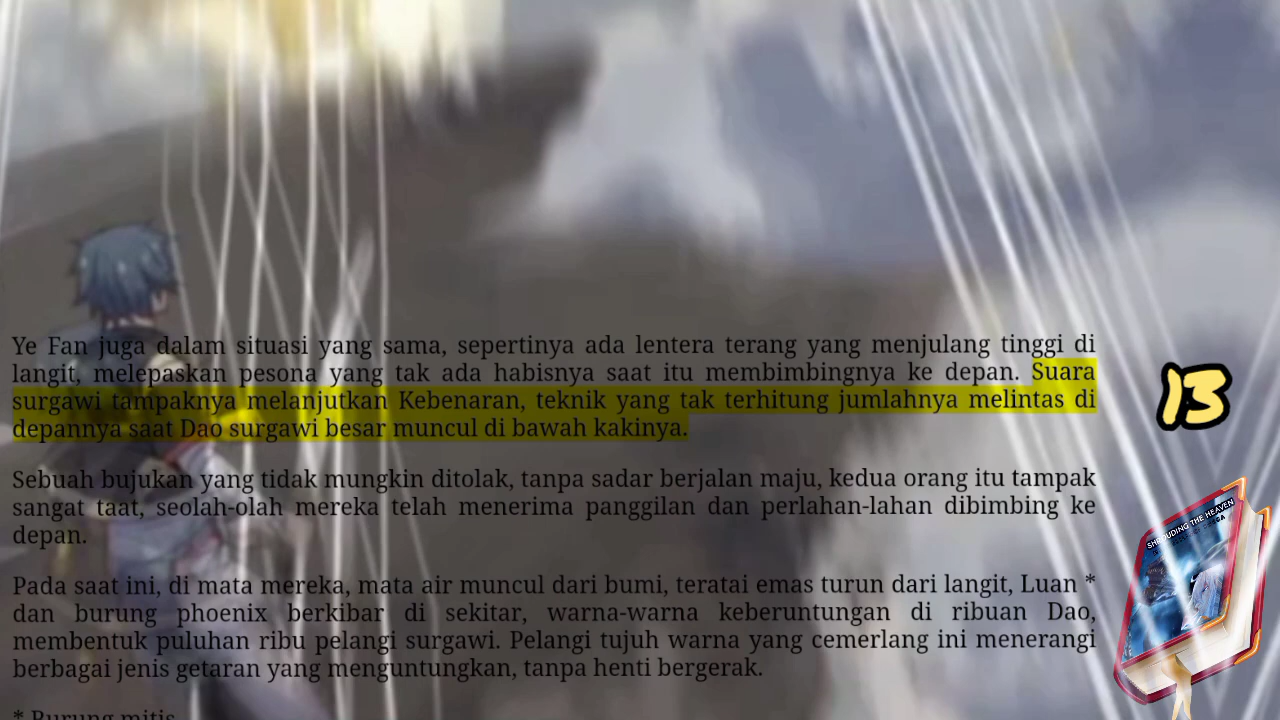 Ye Fan juga dalam situasi yang sama, sepertinya ada lentera terang yang menjulang tinggi di
langit, melepaskan pesona yang tak ada habisnya saat itu membimbingnya ke depan. Suara
surgawi tampaknya melanjutkan Kebenaran, teknik yang tak terhitung jumlahnya melintas di
depannya saat Dao surgawi besar muncul di bawah kakinya.
Sebuah bujukan yang tidak mungkin ditolak, tanpa sadar berjalan maju, kedua orang itu tampak
sangat taat, seolah-olah mereka telah menerima panggilan dan perlahan-lahan dibimbing ke
depan.
Pada saat ini, di mata mereka, mata air muncul dari bumi, teratai emas turun dari langit, Luan *
dan burung phoenix berkibar di sekitar, warna-warna keberuntungan di ribuan Dao,
membentuk puluhan ribu pelangi surgawi. Pelangi tujuh warna yang cemerlang ini menerangi
berbagai jenis getaran yang menguntungkan, tanpa henti bergerak.
* Burung mitis
13
SHROUDING THE HEAVEN